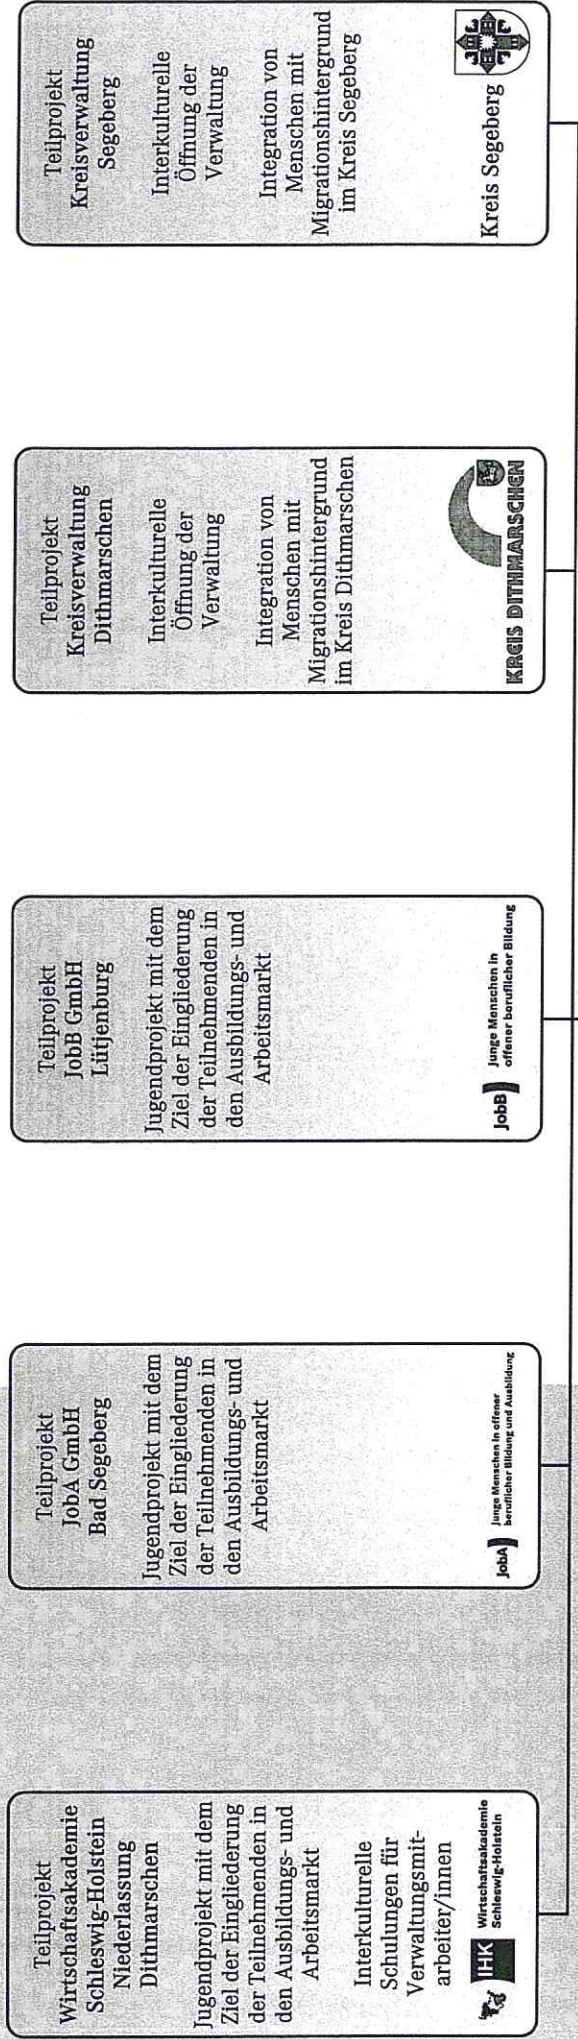 Teilprojekt
Wirtschaftsakademie
Schleswig-Holstein
Niederlassung
Dithmarschen
Jugendprojekt mit dem
Ziel der Eingliederung
der Teilnehmenden in
den Ausbildungs- und
Arbeitsmarkt
Interkulturelle
Schulungen für
Verwaltungsmit-
arbeiter/innen
IHK
Wirtschaftsakademie
Schleswig-Holstein
Teilprojekt
JobA GmbH
Bad Segeberg
Jugendprojekt mit dem
Ziel der Eingliederung
der Teilnehmenden in
den Ausbildungs- und
Arbeitsmarkt
JobA)
Junge Menschen in offener
beruflicher Bildung und Ausbildung
Teilprojekt
JobB GmbH
Lütjenburg
Jugendprojekt mit dem
Ziel der Eingliederung
der Teilnehmenden in
den Ausbildungs- und
Arbeitsmarkt
JobB)
Junge Menschen in
offener beruflicher Bildung
Teilprojekt
Kreisverwaltung
Dithmarschen
Interkulturelle
Öffnung der
Verwaltung
Integration von
Menschen mit
Migrationshintergrund
im Kreis Dithmarschen
KREIS DITHMARSCHEN
Teilprojekt
Kreisverwaltung
Segeberg
Interkulturelle
Öffnung der
Verwaltung
Integration von
Menschen mit
Migrationshintergrund
im Kreis Segeberg
Kreis Segeberg